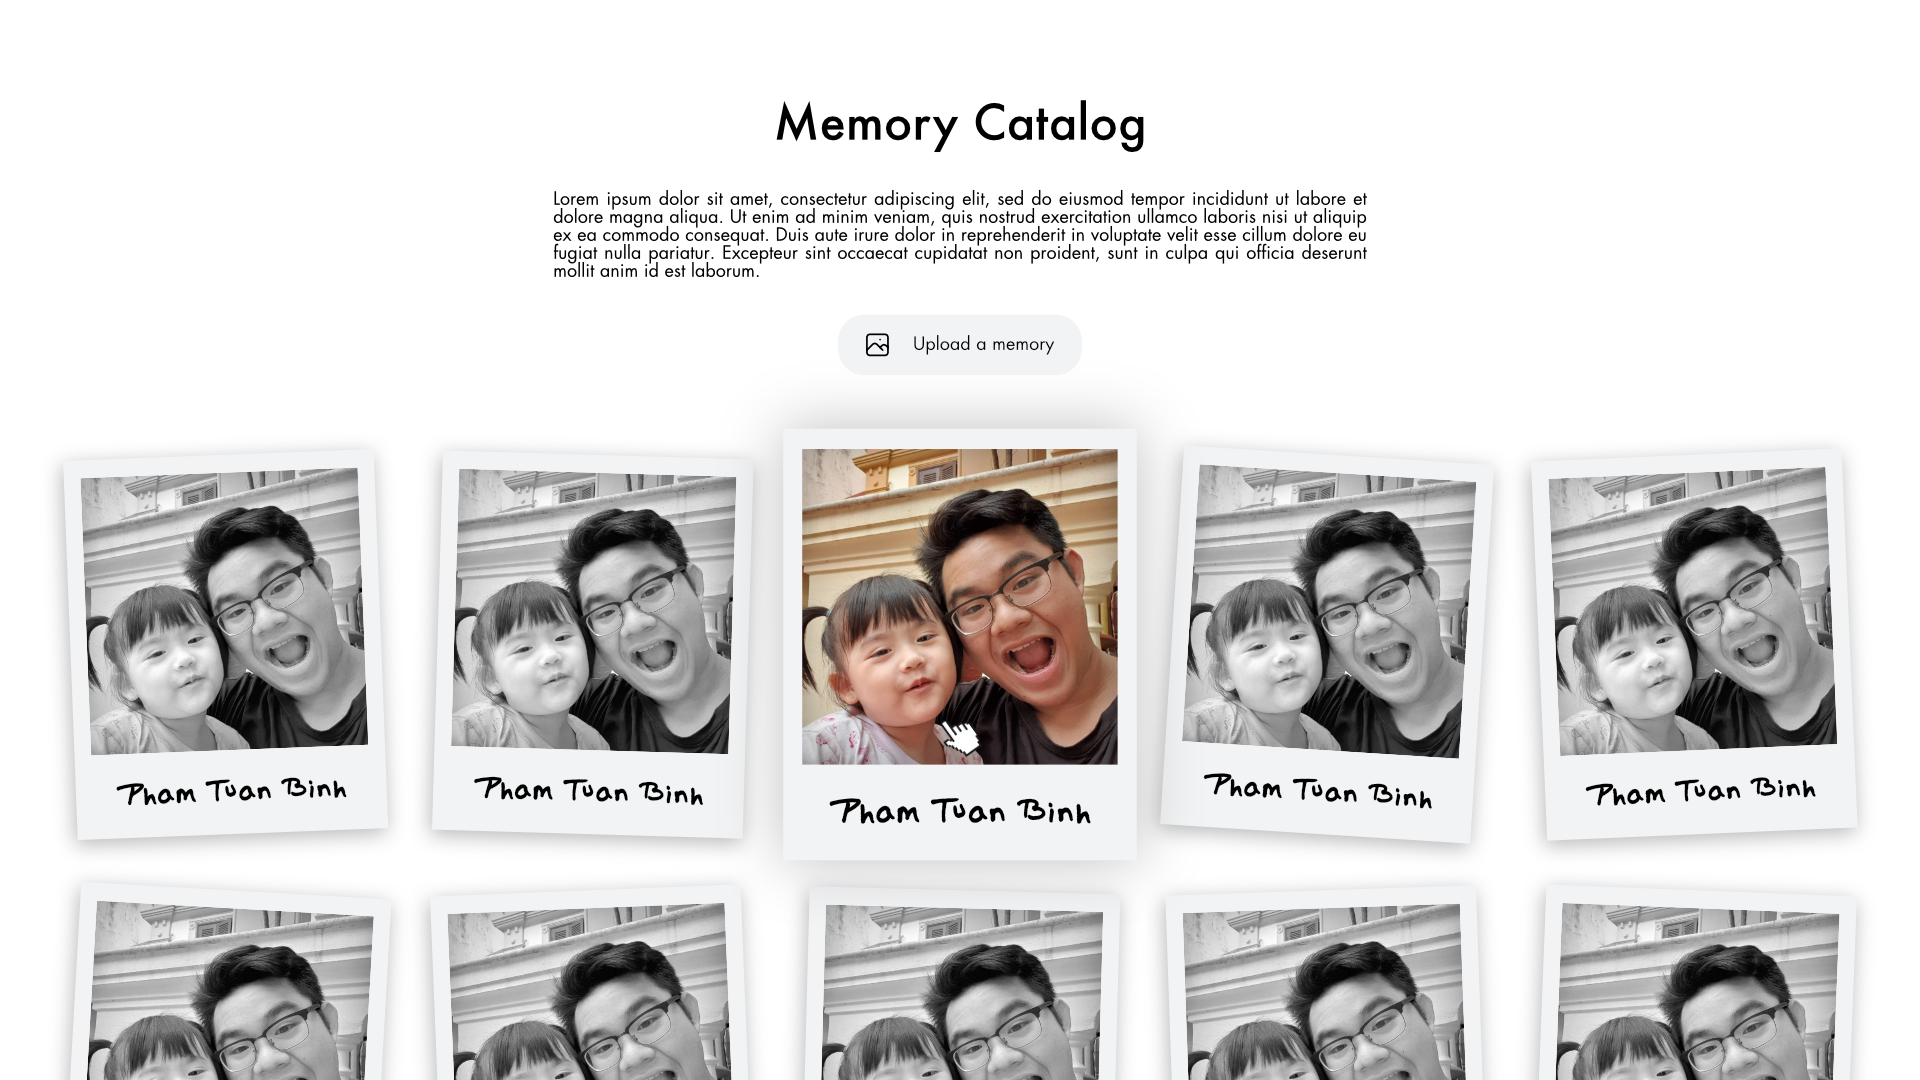 Memory Catalog
Lorem ipsum dolor sit amet, consectetur adipiscing elit, sed do eiusmod tempor incididunt ut labore et
dolore magna aliqua. Ut enim ad minim veniam, quis nostrud exercitation ullamco laboris nisi ut aliquip
ex ea commodo consequat. Duis aute irure dolor in reprehenderit in voluptate velit esse cillum dolore eu
fugiat nulla pariatur. Excepteur sint occaecat cupidatat non proident, sunt in culpa qui officia deserunt
mollit anim id est laborum.
Upload a memory
Pham Tuan Binh
Pham Tuan Binh
Pham Tuan Binh
Pham Tuan Binh
Pham Tuan Binh